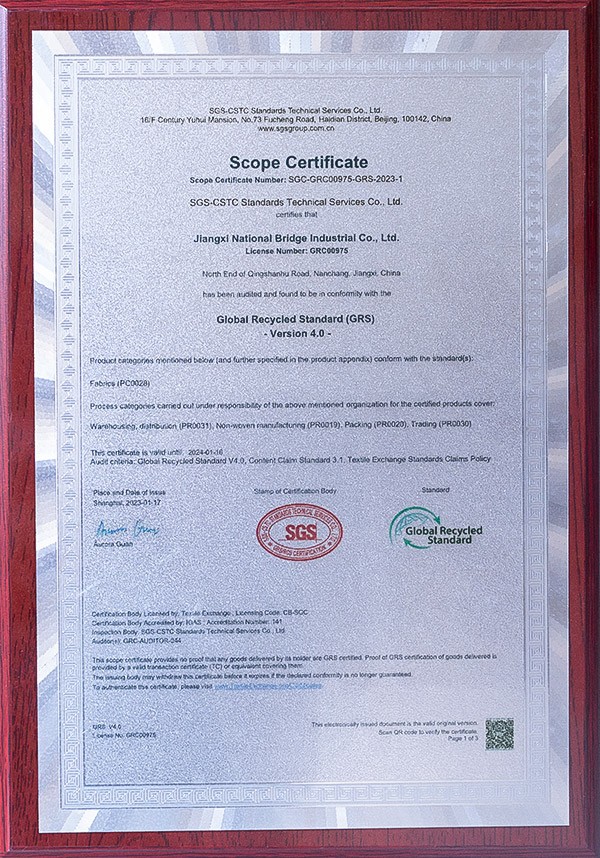 SGS-CSTC Standards Technical Services Co., Ltd.
16/F Century Yuhui Mansion, No.73 Fucheng Road, Haidian District, Beijing, 100142, China
www.sgsgroup.com.cn
Scope Certificate
Scope Certificate Number: SGC-GRC00975-GRS-2023-1
SGS-CSTC Standards Technical Services Co., Ltd.
certifies that
Jiangxi National Bridge Industrial Co., Ltd.
License Number: GRC00975
North End of Qingshanhu Road, Nanchang, Jiangxi, China
has been audited and found to be in conformity with the
Global Recycled Standard (GRS)
- Version 4.0 -
Product categories mentioned below (and further specified in the product appendix) conform with the standard(s):
Fabrics (PC0028)
Process categories carried out under responsibility of the above mentioned organization for the certified products cover:
Warehousing, distribution (PR0031), Non-woven manufacturing (PR0019), Packing (PR0020), Trading (PR0030)
This certificate is valid until: 2024-01-16
Audit criteria: Global Recycled Standard V4.0, Content Claim Standard 3.1, Textile Exchange Standards Claims Policy
Place and Date of Issue
Shanghai, 2023-01-17
Stamp of Certification Body
Standard
SGS
GRS/RCS CERTIFICATION
Global Recycled
Standard
Aurora Guan
Certification Body Licensed by: Textile Exchange ; Licensing Code: CB-SGC
Certification Body Accredited by: IOAS ; Accreditation Number: 141
Inspection Body: SGS-CSTC Standards Technical Services Co., Ltd
Auditor(s): GRC-AUDITOR-044
This scope certificate provides no proof that any goods delivered by its holder are GRS certified. Proof of GRS certification of goods delivered is
provided by a valid transaction certificate (TC) or equivalent covering them.
The issuing body may withdraw this certificate before it expires if the declared conformity is no longer guaranteed.
To authenticate this certificate, please visit
GRS V4.0
License No. GRC00975
This electronically issued document is the valid original version.
Scan QR code to verify the certificate.
Page 1 of 3